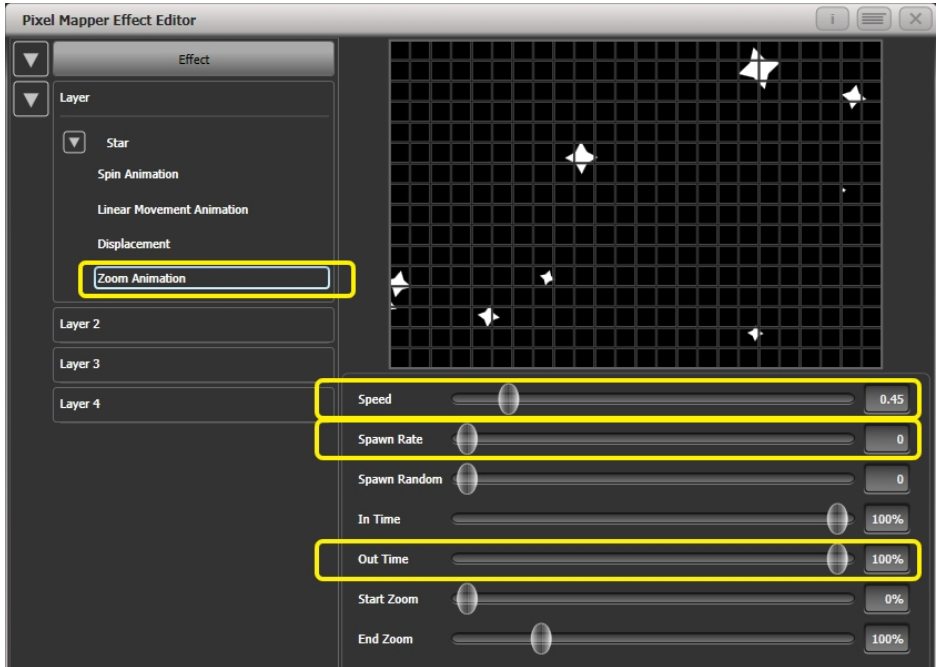 Pixel Mapper Effect Editor
i
Effect
Layer
Star
Spin Animation
Linear Movement Animation
Displacement
Zoom Animation
Layer 2
Layer 3
Layer 4
Speed 0.45
Spawn Rate 0
Spawn Random 0
In Time 100%
Out Time 100%
Start Zoom 0%
End Zoom 100%